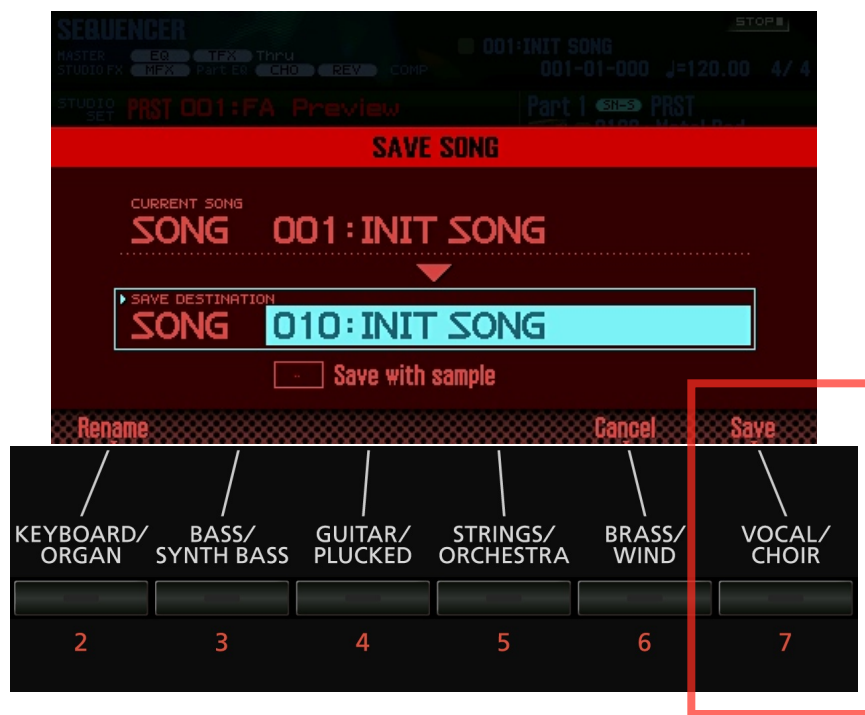 SEQUENCER
STOP
MASTER EQ TFX Thru
001:INIT SONG
STUDIO FX MFX Part EQ CHO REV COMP
001-01-000 ♩=120.00 4/ 4
STUDIO SET PRST 001:FA Preview
Part 1 SN-S PRST
SAVE SONG
CURRENT SONG
SONG 001:INIT SONG
SAVE DESTINATION
SONG 010:INIT SONG
Save with sample
Rename Cancel Save
KEYBOARD/ BASS/ GUITAR/ STRINGS/ BRASS/ VOCAL/
ORGAN SYNTH BASS PLUCKED ORCHESTRA WIND CHOIR
2 3 4 5 6 7